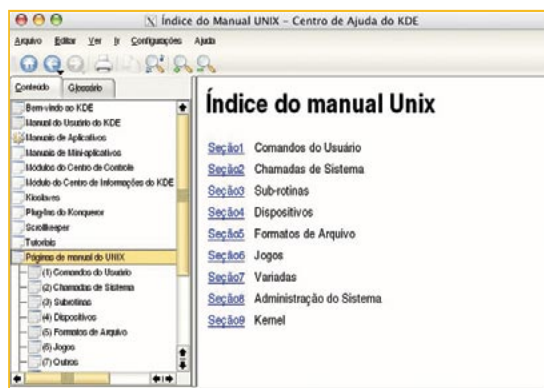 Índice do Manual UNIX – Centro de Ajuda do KDE
Arquivo Editar Ver Ir Configurações Ajuda
Conteúdo Glossário
Bem-vindo ao KDE
Manual do Usuário do KDE
Manuais de Aplicativos
Manuais de Mini-aplicativos
Módulos do Centro de Controle
Módulo do Centro de Informações do KDE
Kioslaves
Plug-Ins do Konqueror
Scrollkeeper
Tutoriais
Páginas de manual do UNIX
(1) Comandos do Usuário
(2) Chamadas de Sistema
(3) Subrotinas
(4) Dispositivos
(5) Formatos de Arquivo
(6) Jogos
(7) Outros
Índice do manual Unix
Seção1 Comandos do Usuário
Seção2 Chamadas de Sistema
Seção3 Sub-rotinas
Seção4 Dispositivos
Seção5 Formatos de Arquivo
Seção6 Jogos
Seção7 Variadas
Seção8 Administração do Sistema
Seção9 Kernel